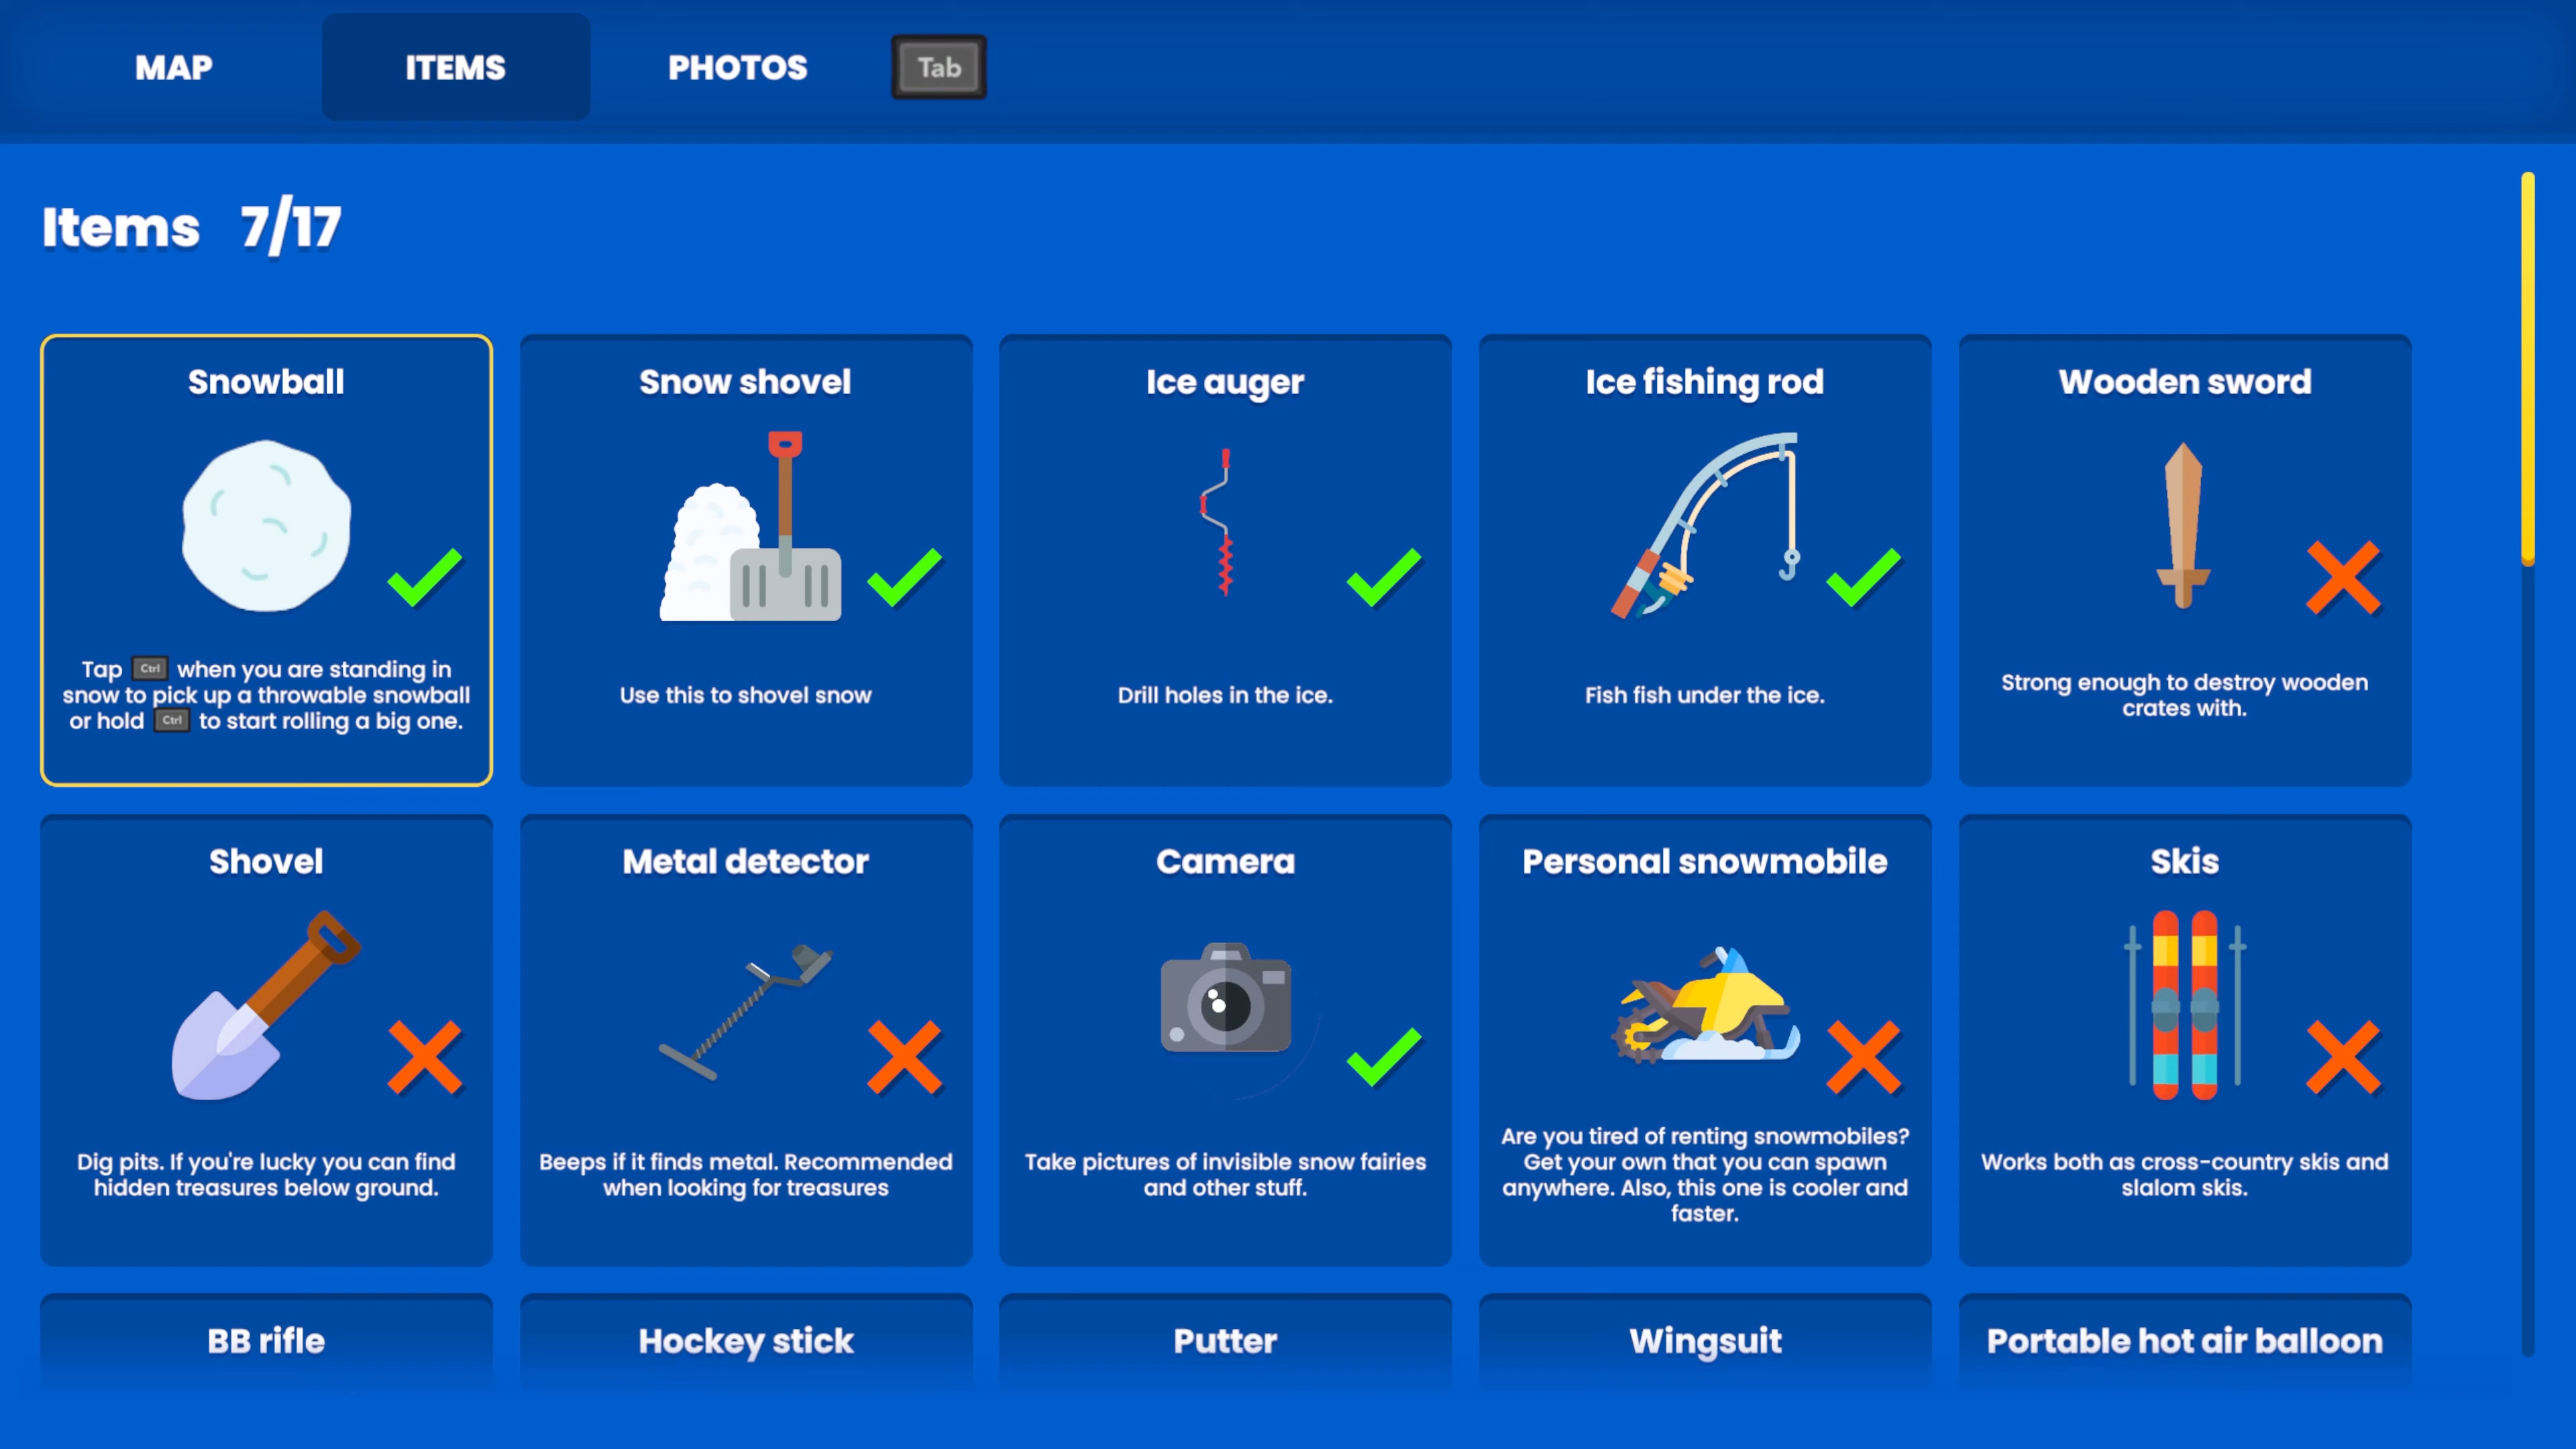 MAP
ITEMS
PHOTOS
Tab
Items 7/17
Snowball
Tap Ctrl when you are standing in
snow to pick up a throwable snowball
or hold Ctrl to start rolling a big one.
Snow shovel
Use this to shovel snow
Ice auger
Drill holes in the ice.
Ice fishing rod
Fish fish under the ice.
Wooden sword
Strong enough to destroy wooden
crates with.
Shovel
Dig pits. If you're lucky you can find
hidden treasures below ground.
Metal detector
Beeps if it finds metal. Recommended
when looking for treasures
Camera
Take pictures of invisible snow fairies
and other stuff.
Personal snowmobile
Are you tired of renting snowmobiles?
Get your own that you can spawn
anywhere. Also, this one is cooler and
faster.
Skis
Works both as cross-country skis and
slalom skis.
BB rifle
Hockey stick
Putter
Wingsuit
Portable hot air balloon